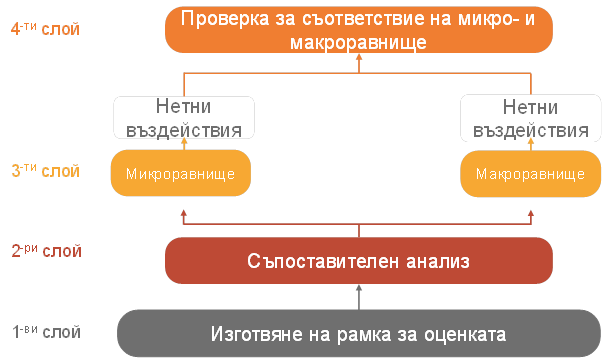 4-ти слой
Проверка за съответствие на микро- и
макроравнище
Нетни
въздействия
Нетни
въздействия
3-ти слой
Микроравнище
Макроравнище
2-ри слой
Съпоставителен анализ
1-ви слой
Изготвяне на рамка за оценката